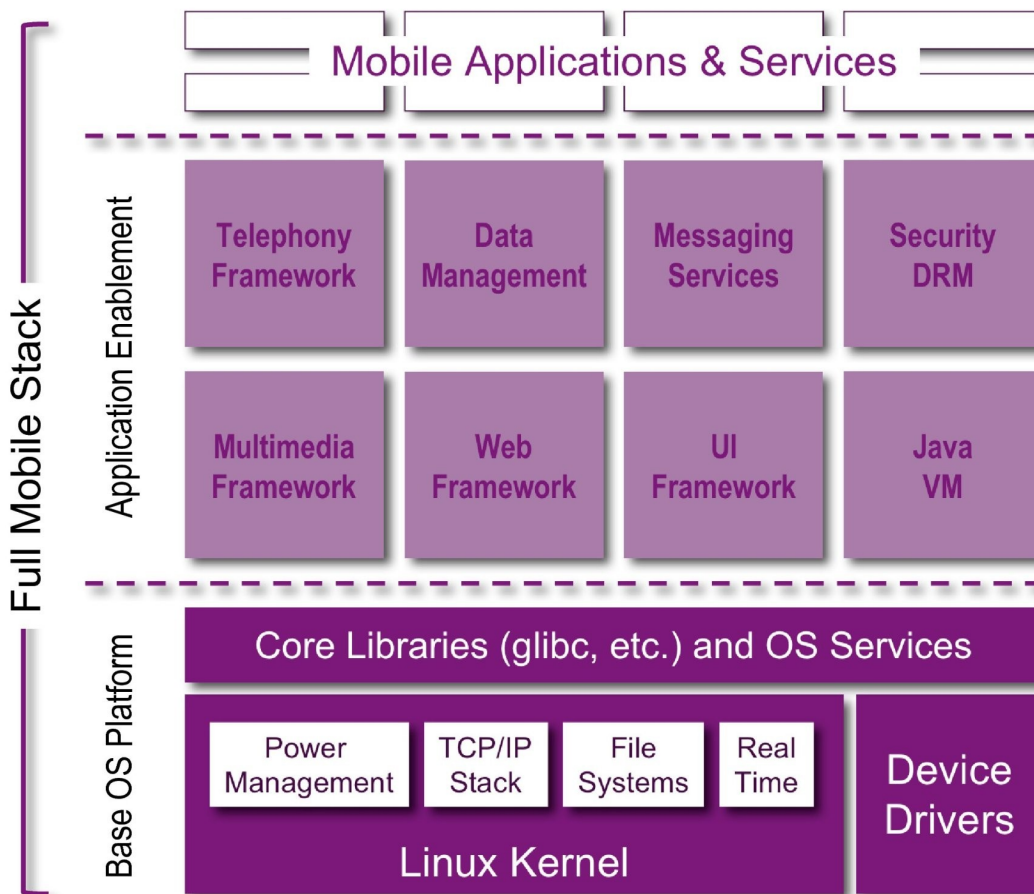 Full Mobile Stack
Mobile Applications & Services
Application Enablement
Telephony
Framework
Data
Management
Messaging
Services
Security
DRM
Multimedia
Framework
Web
Framework
UI
Framework
Java
VM
Base OS Platform
Core Libraries (glibc, etc.) and OS Services
Power
Management
TCP/IP
Stack
File
Systems
Real
Time
Linux Kernel
Device
Drivers